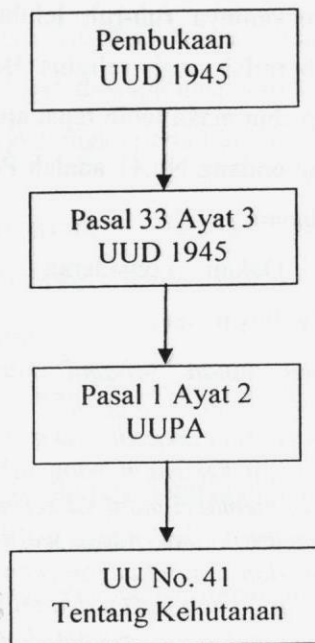 Pembukaan
UUD 1945
Pasal 33 Ayat 3
UUD 1945
Pasal 1 Ayat 2
UUPA
UU No. 41
Tentang Kehutanan